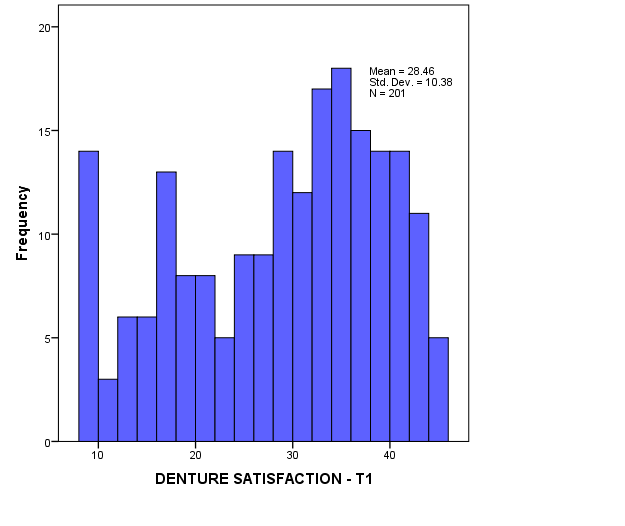 20
15
10
5
0
Frequency
Mean = 28.46
Std. Dev. = 10.38
N = 201
10 20 30 40
DENTURE SATISFACTION - T1